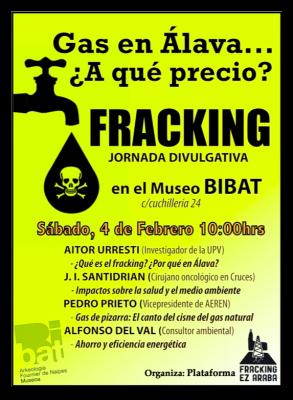 Gas en Álava...
¿A qué precio?
FRACKING
JORNADA DIVULGATIVA
en el Museo BIBAT
c/cuchilleria 24
Sábado, 4 de Febrero 10:00hrs
AITOR URRESTI (Investigador de la UPV)
- ¿Qué es el fracking? ¿Por qué en Álava?
J. I. SANTIDRIAN (Cirujano oncológico en Cruces)
- Impactos sobre la salud y el medio ambiente
PEDRO PRIETO (Vicepresidente de AEREN)
- Gas de pizarra: El canto del cisne del gas natural
ALFONSO DEL VAL (Consultor ambiental)
- Ahorro y eficiencia energética
bibat
Arkeologia
Fournier de Naipes
Museoa
Organiza: Plataforma
FRACKING
EZ ARABA